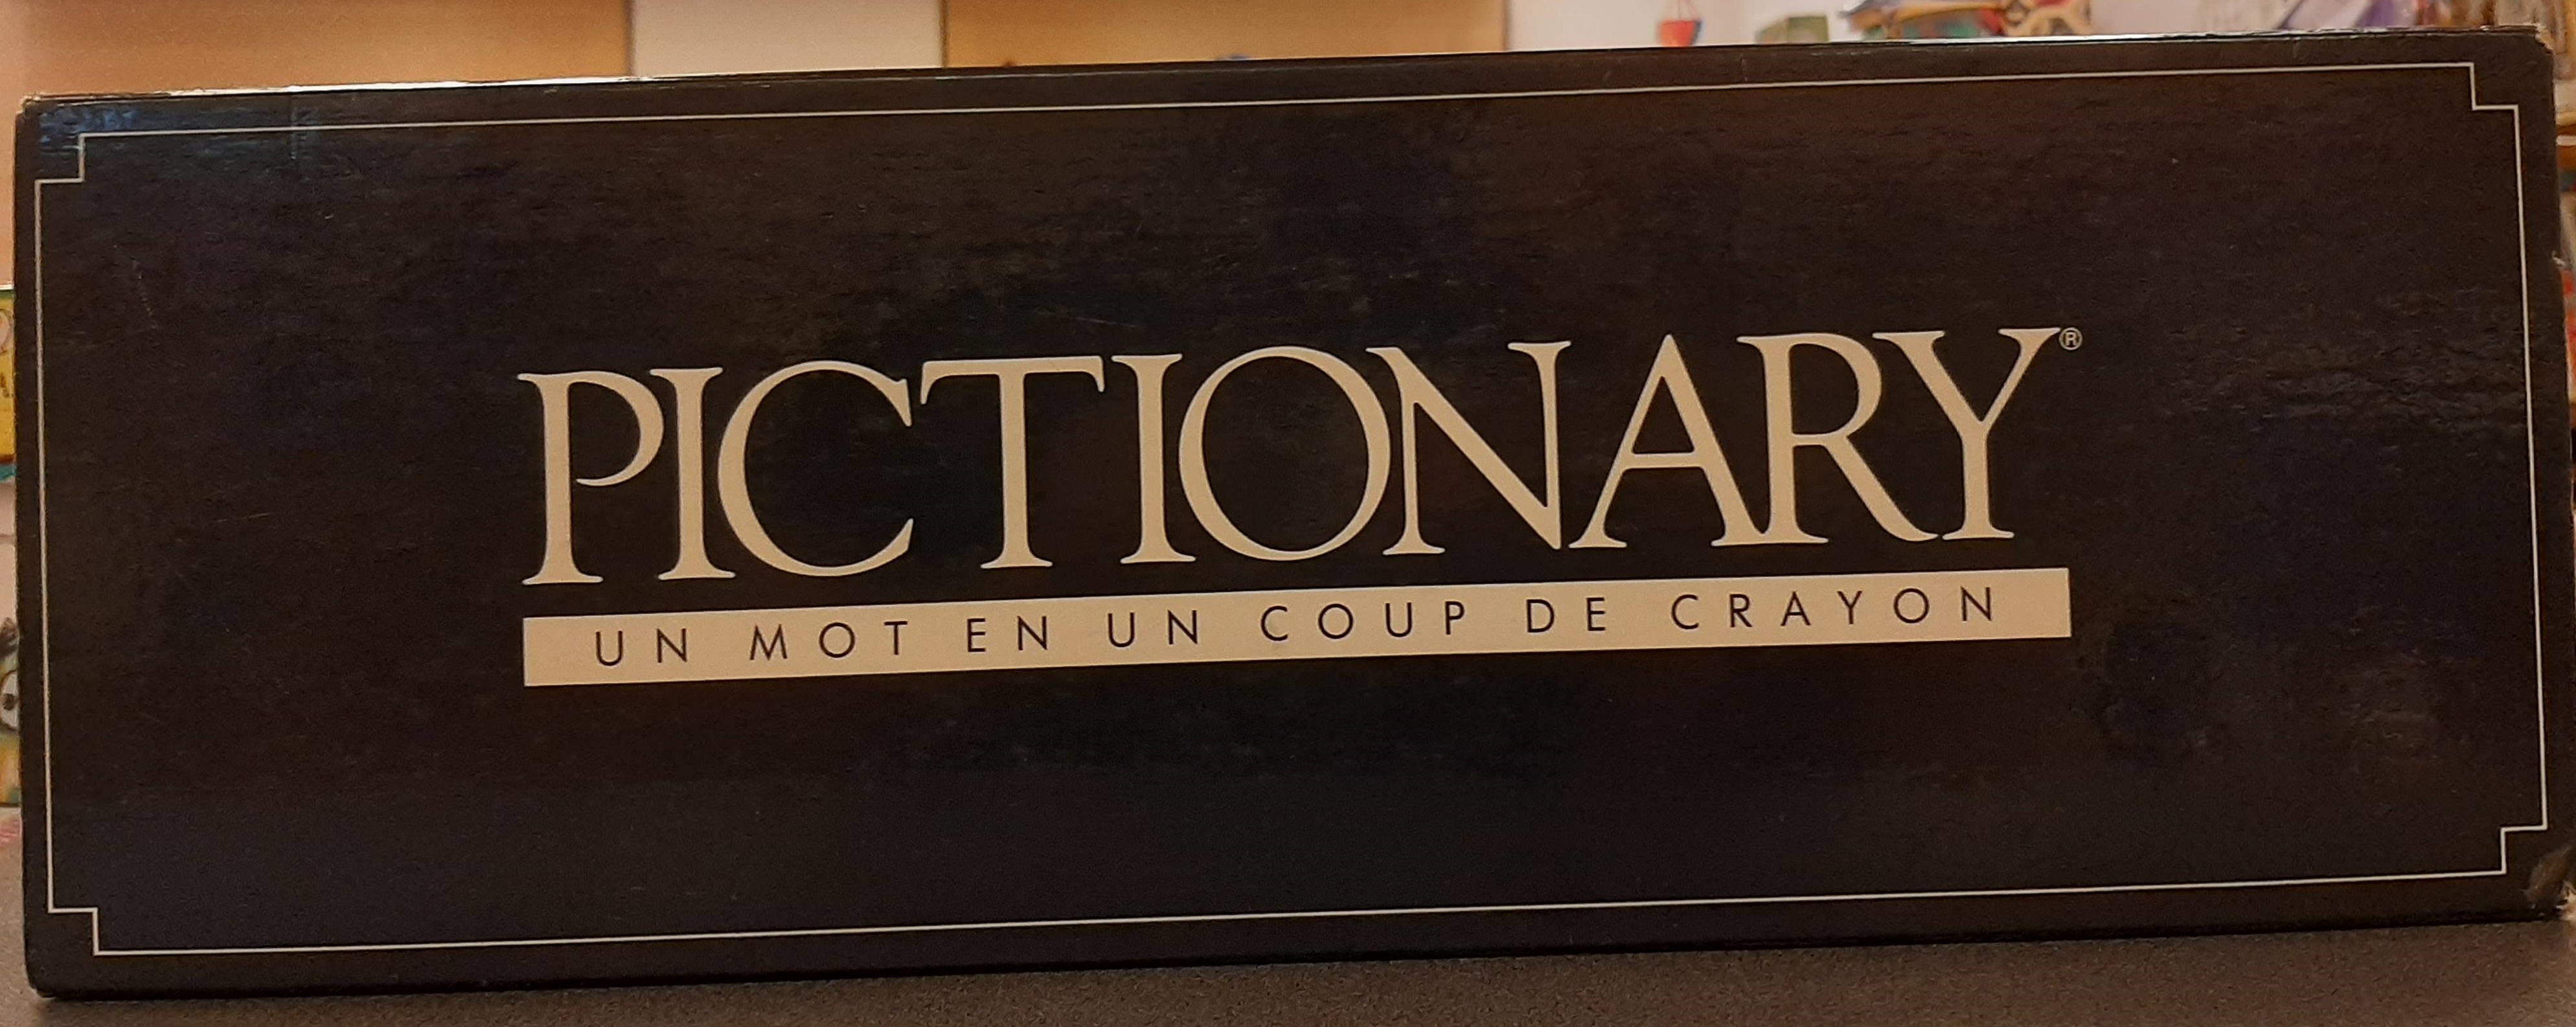 PICTIONARY®
UN MOT EN UN COUP DE CRAYON